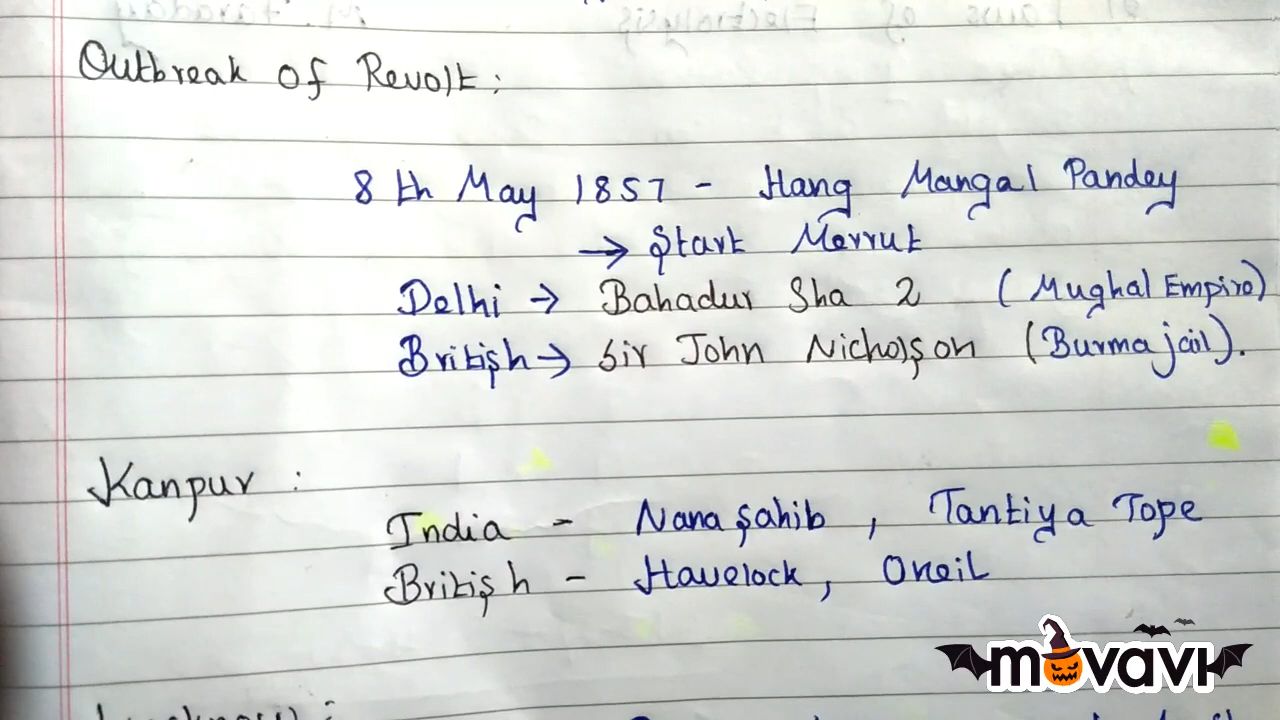 Outbreak of Revolt:
8th May 1857 - Hang Mangal Pandey
→ Start Merrut
Delhi → Bahadur Sha 2 (Mughal Empire)
British → Sir John Nicholson (Burma jail).
Kanpur :
India - Nana Sahib, Tantiya Tope
British - Havelock, Oneil
movavi